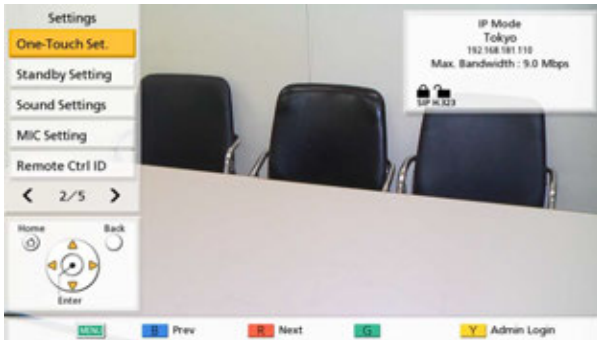 Settings
One-Touch Set.
Standby Setting
Sound Settings
MIC Setting
Remote Ctrl ID
2/5
IP Mode
Tokyo
192.168.181.110
Max. Bandwidth : 9.0 Mbps
SIP H.323
Home
Back
Enter
MENU
B Prev
R Next
G
Y Admin Login